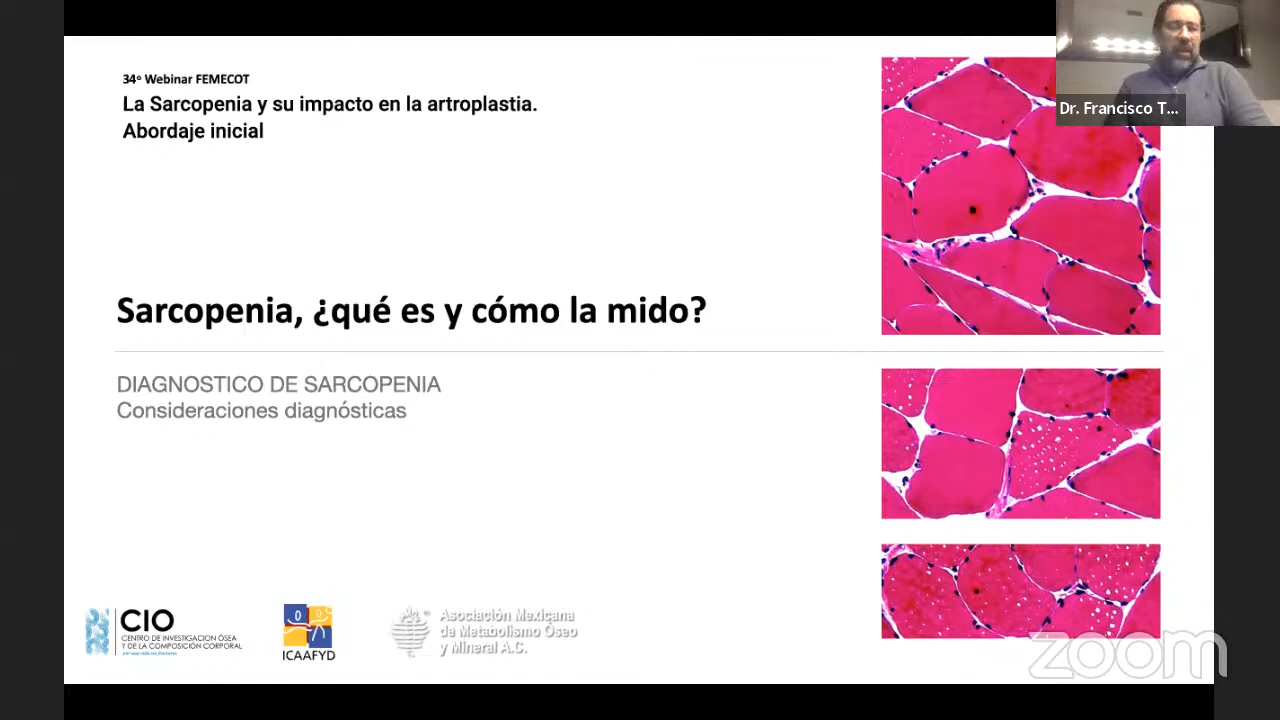 34º Webinar FEMECOT
La Sarcopenia y su impacto en la artroplastia.
Abordaje inicial
Dr. Francisco T...
Sarcopenia, ¿qué es y cómo la mido?
DIAGNOSTICO DE SARCOPENIA
Consideraciones diagnósticas
CIO
CENTRO DE INVESTIGACION ÓSEA
Y DE LA COMPOSICIÓN CORPORAL
ICAAFYD
Asociación Mexicana
de Metabolismo Óseo
y Mineral A.C.
zoom